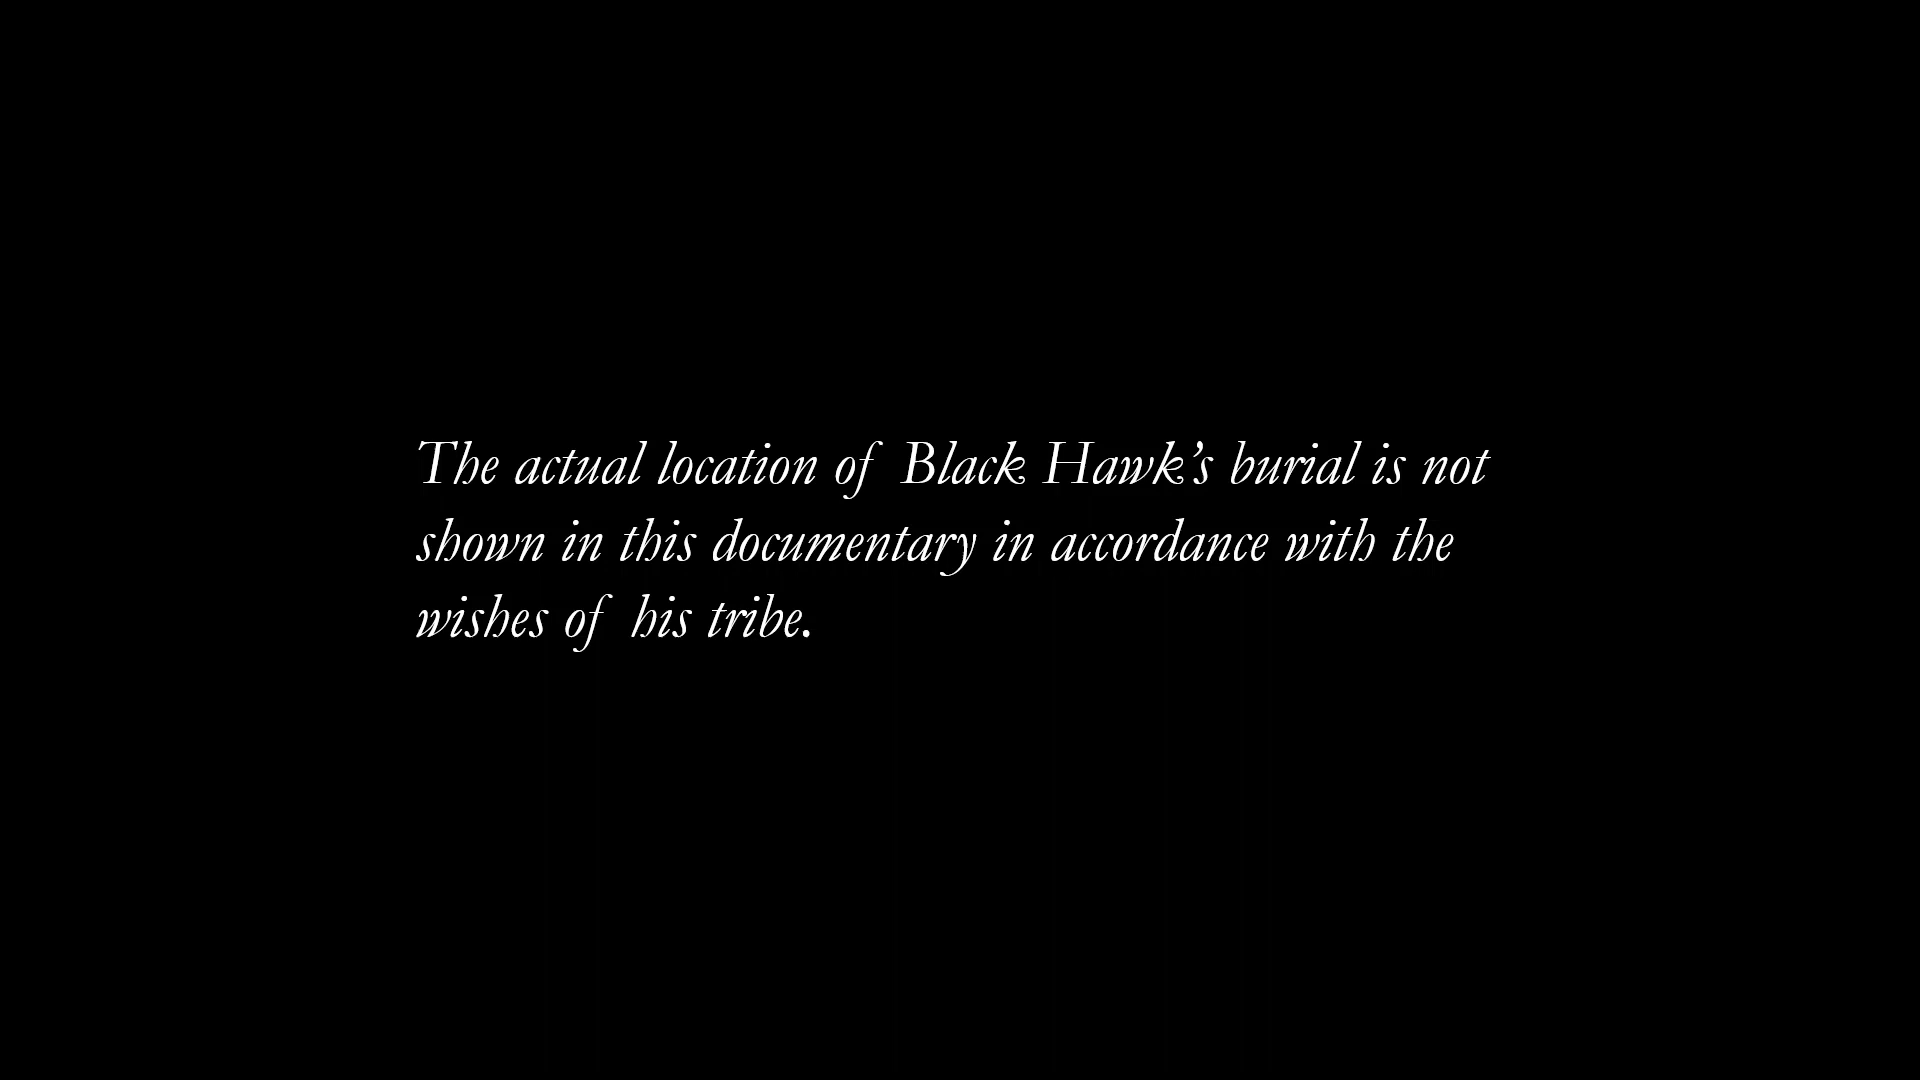 The actual location of Black Hawk’s burial is not
shown in this documentary in accordance with the
wishes of his tribe.